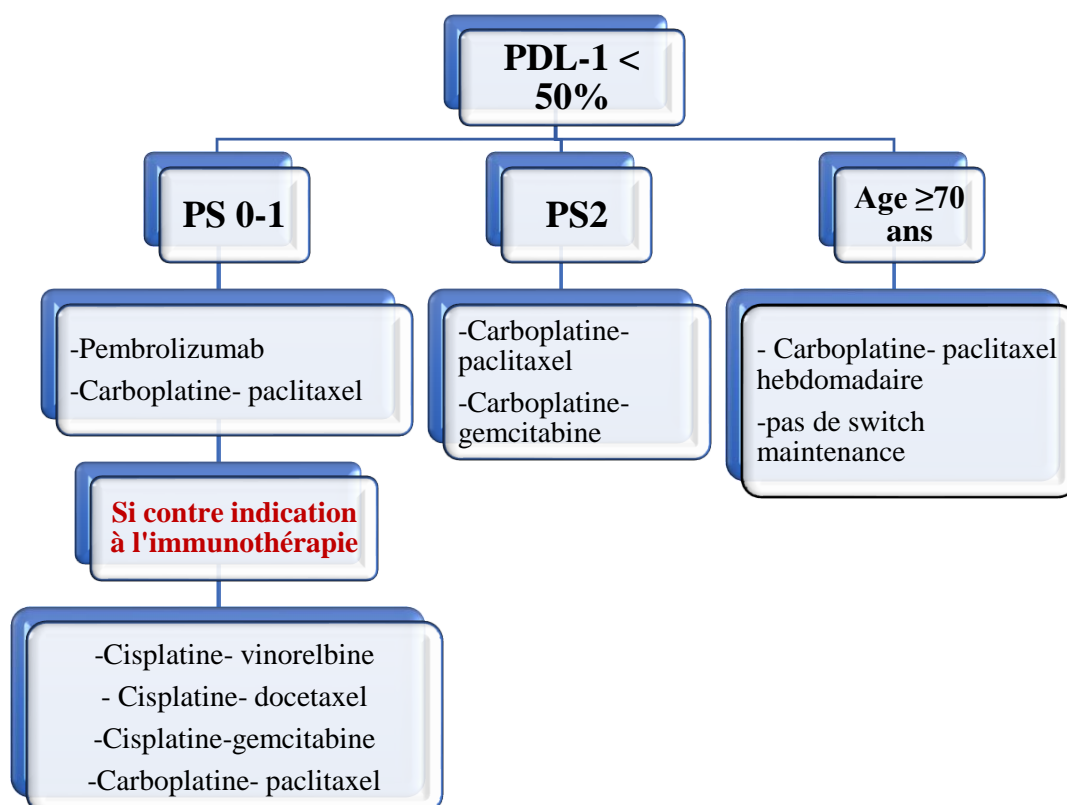 PDL-1 <
50%
PS 0-1
PS2
Age ≥70
ans
-Pembrolizumab
-Carboplatine- paclitaxel
-Carboplatine-
paclitaxel
-Carboplatine-
gemcitabine
- Carboplatine- paclitaxel
hebdomadaire
-pas de switch
maintenance
Si contre indication
à l'immunothérapie
-Cisplatine- vinorelbine
- Cisplatine- docetaxel
-Cisplatine-gemcitabine
-Carboplatine- paclitaxel